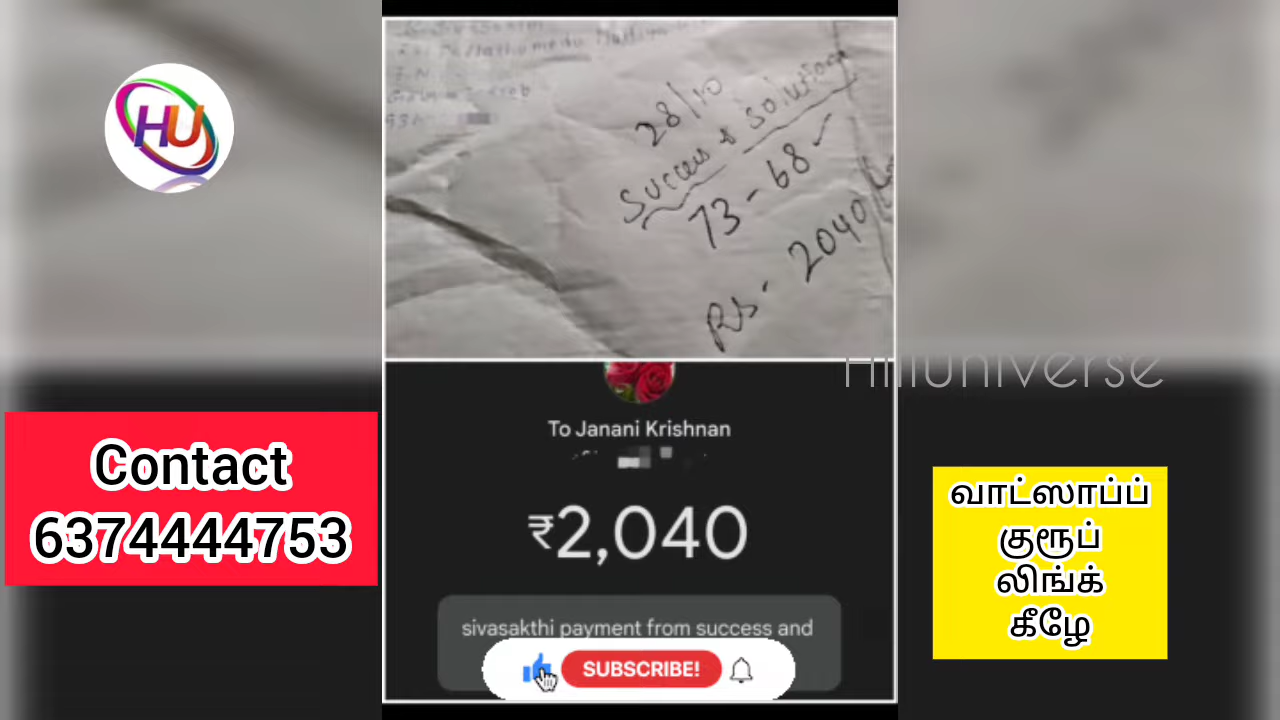 HU
28/10
Success & Solution
73 - 68 ✓
Rs - 2040
Hilluniverse
To Janani Krishnan
₹2,040
sivasakthi payment from success and
SUBSCRIBE!
Contact
6374444753
வாட்ஸாப்ப்
குரூப்
லிங்க்
கீழே